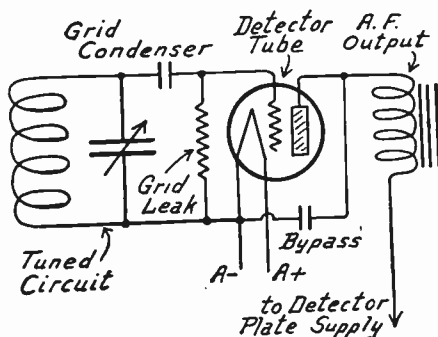 Grid
Condenser
Detector
Tube
A.F.
Output
Grid
Leak
Tuned
Circuit
Bypass
A-
A+
to Detector
Plate Supply